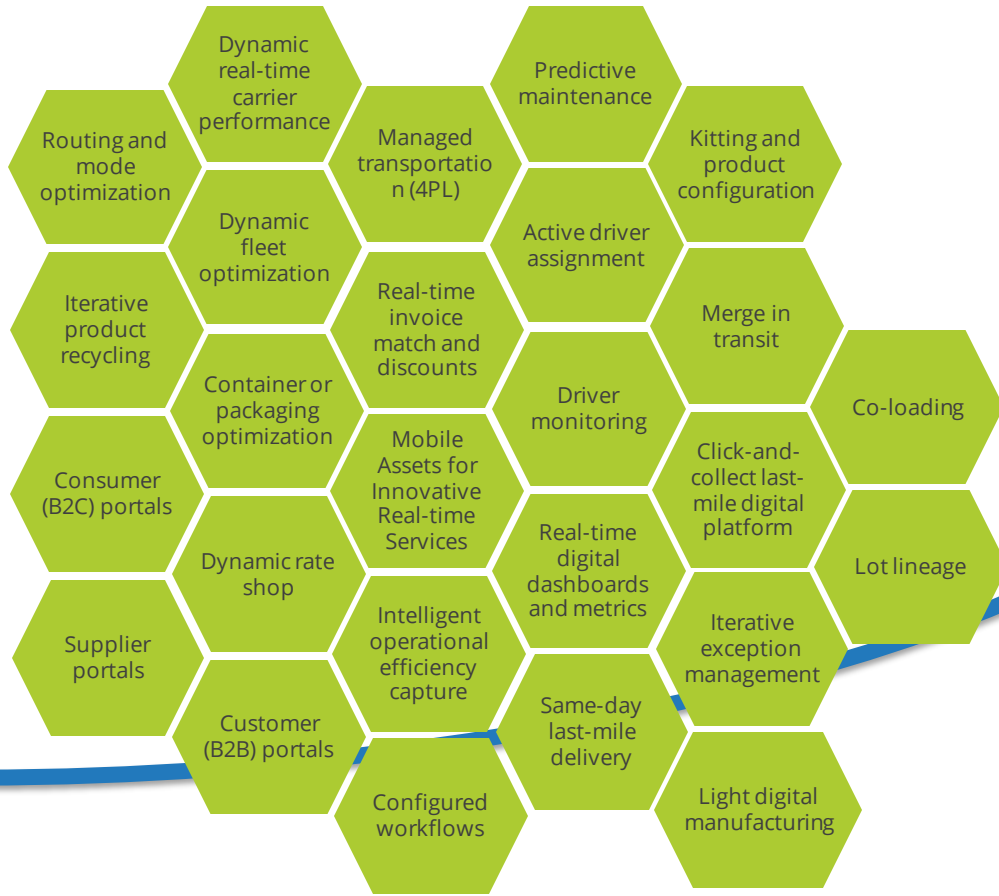 Dynamic
real-time
carrier
performance
Predictive
maintenance
Routing and
mode
optimization
Managed
transportatio
n (4PL)
Kitting and
product
configuration
Dynamic
fleet
optimization
Active driver
assignment
Iterative
product
recycling
Real-time
invoice
match and
discounts
Merge in
transit
Container or
packaging
optimization
Driver
monitoring
Co-loading
Consumer
(B2C) portals
Mobile
Assets for
Innovative
Real-time
Services
Click-and-
collect last-
mile digital
platform
Dynamic rate
shop
Real-time
digital
dashboards
and metrics
Lot lineage
Supplier
portals
Intelligent
operational
efficiency
capture
Iterative
exception
management
Customer
(B2B) portals
Same-day
last-mile
delivery
Configured
workflows
Light digital
manufacturing